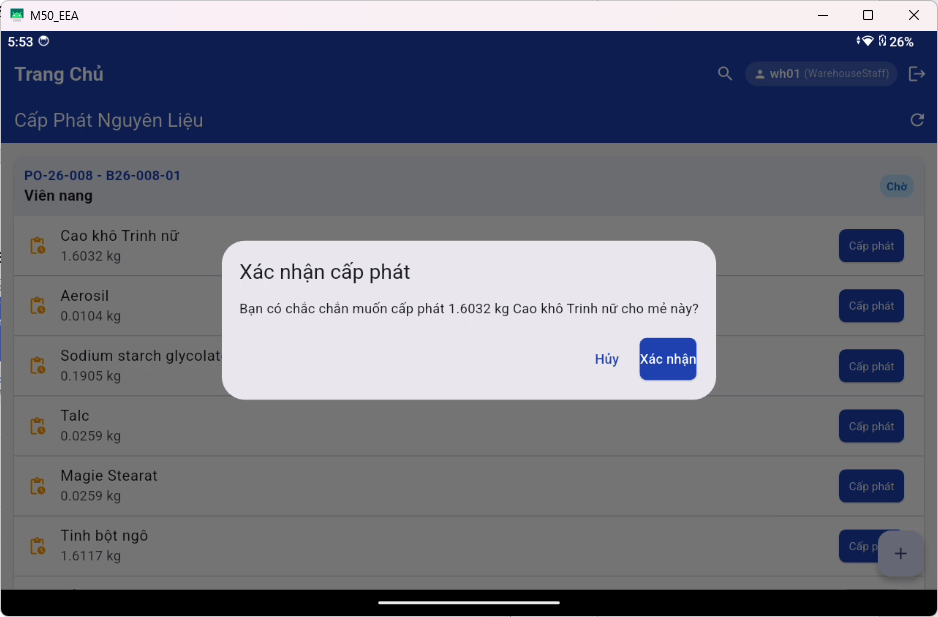 M50_EEA
5:53
26%
Trang Chủ
wh01 (WarehouseStaff)
Cấp Phát Nguyên Liệu
PO-26-008 - B26-008-01
Viên nang
Chờ
Cao khô Trinh nữ
1.6032 kg
Cấp phát
Aerosil
0.0104 kg
Cấp phát
Xác nhận cấp phát
Bạn có chắc chắn muốn cấp phát 1.6032 kg Cao khô Trinh nữ cho mẻ này?
Hủy
Xác nhận
Sodium starch glycolat
0.1905 kg
Cấp phát
Talc
0.0259 kg
Cấp phát
Magie Stearat
0.0259 kg
Cấp phát
Tinh bột ngô
1.6117 kg
Cấp p
+